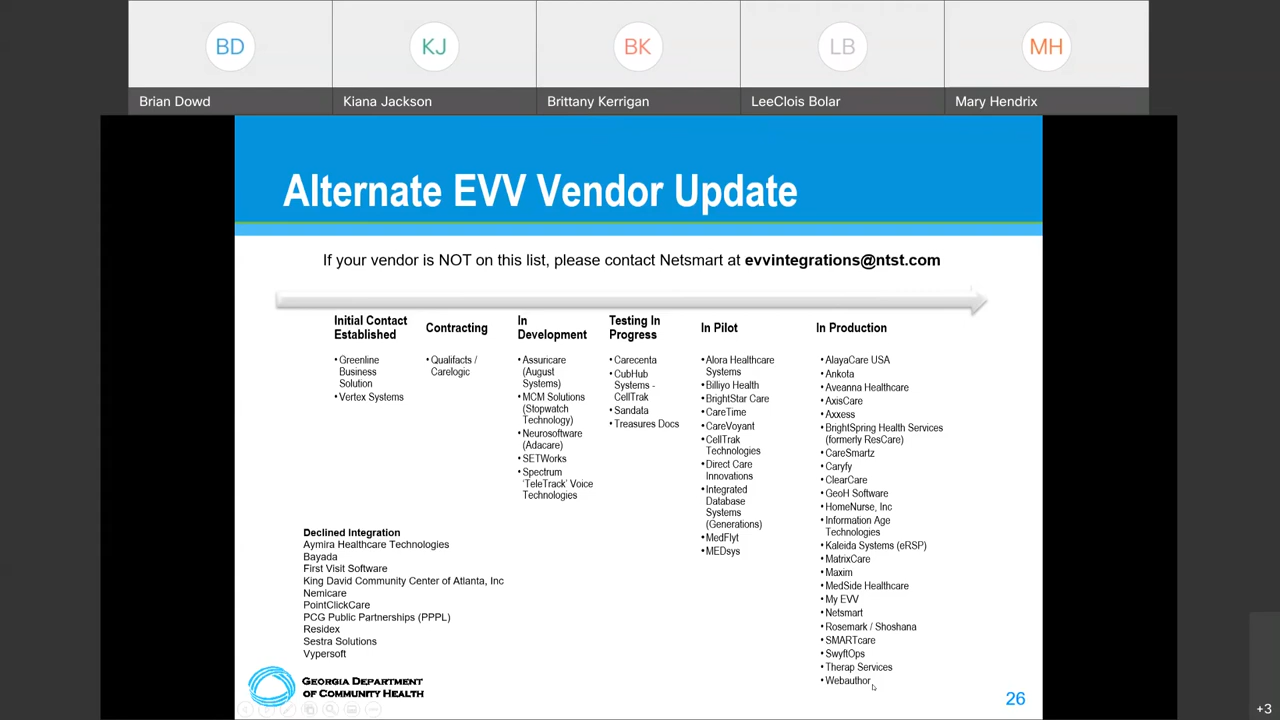 BD
KJ
BK
LB
MH
Brian Dowd
Kiana Jackson
Brittany Kerrigan
LeeClois Bolar
Mary Hendrix
Alternate EVV Vendor Update
If your vendor is NOT on this list, please contact Netsmart at evvintegrations@ntst.com
Initial Contact
Established
• Greenline
Business
Solution
• Vertex Systems
Contracting
• Qualifacts /
Carelogic
In
Development
• Assuricare
(August
Systems)
• MCM Solutions
(Stopwatch
Technology)
• Neurosoftware
(Adacare)
• SETWorks
• Spectrum
'TeleTrack' Voice
Technologies
Testing In
Progress
• Carecenta
• CubHub
Systems -
CellTrak
• Sandata
• Treasures Docs
In Pilot
• Alora Healthcare
Systems
• Billiyo Health
• BrightStar Care
• CareTime
• CareVoyant
• CellTrak
Technologies
• Direct Care
Innovations
• Integrated
Database
Systems
(Generations)
• MedFlyt
• MEDsys
In Production
• AlayaCare USA
• Ankota
• Aveanna Healthcare
• AxisCare
• Axxess
• BrightSpring Health Services
(formerly ResCare)
• CareSmartz
• Caryfy
• ClearCare
• GeoH Software
• HomeNurse, Inc
• Information Age
Technologies
• Kaleida Systems (eRSP)
• MatrixCare
• Maxim
• MedSide Healthcare
• My EVV
• Netsmart
• Rosemark / Shoshana
• SMARTcare
• SwyftOps
• Therap Services
• Webauthor
Declined Integration
Aymira Healthcare Technologies
Bayada
First Visit Software
King David Community Center of Atlanta, Inc
Nemicare
PointClickCare
PCG Public Partnerships (PPPL)
Residex
Sestra Solutions
Vypersoft
GEORGIA DEPARTMENT
OF COMMUNITY HEALTH
26
+3